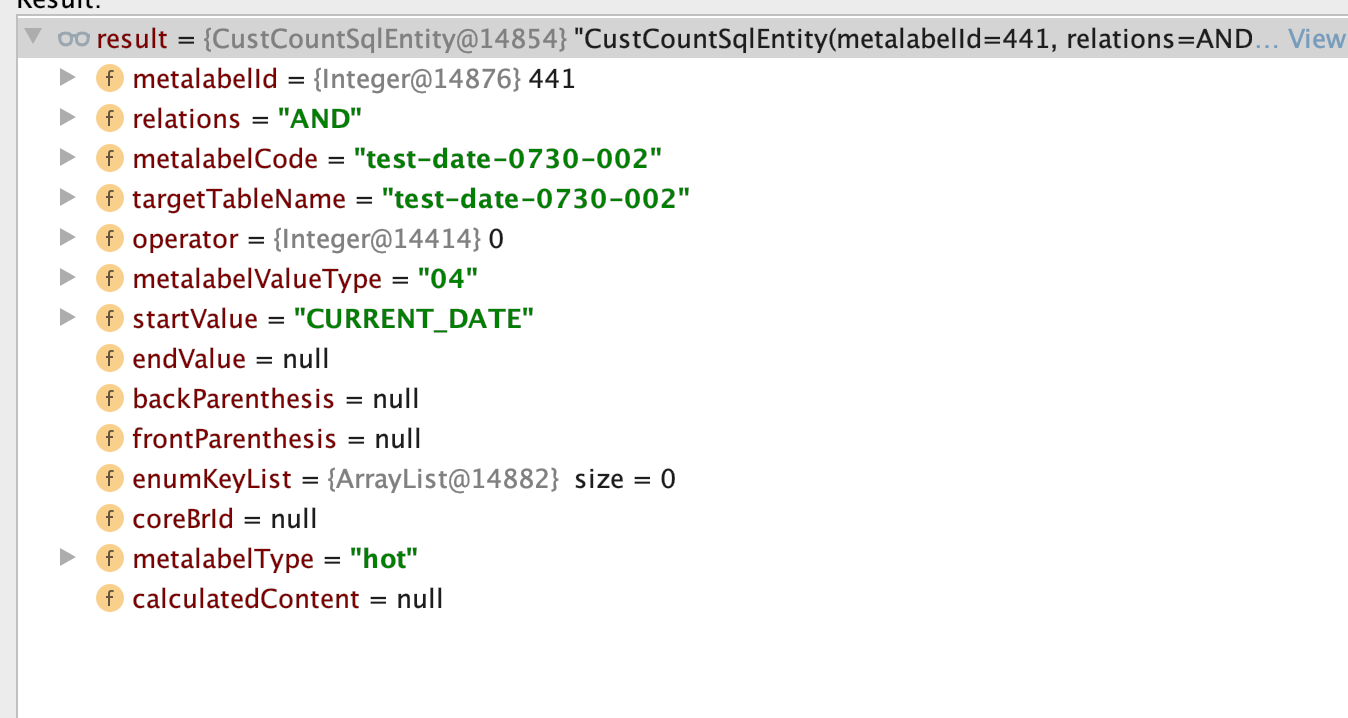 Result:
result = {CustCountSqlEntity@14854} "CustCountSqlEntity(metalabelId=441, relations=AND... View
f metalabelId = {Integer@14876} 441
f relations = "AND"
f metalabelCode = "test-date-0730-002"
f targetTableName = "test-date-0730-002"
f operator = {Integer@14414} 0
f metalabelValueType = "04"
f startValue = "CURRENT_DATE"
f endValue = null
f backParenthesis = null
f frontParenthesis = null
f enumKeyList = {ArrayList@14882} size = 0
f coreBrId = null
f metalabelType = "hot"
f calculatedContent = null